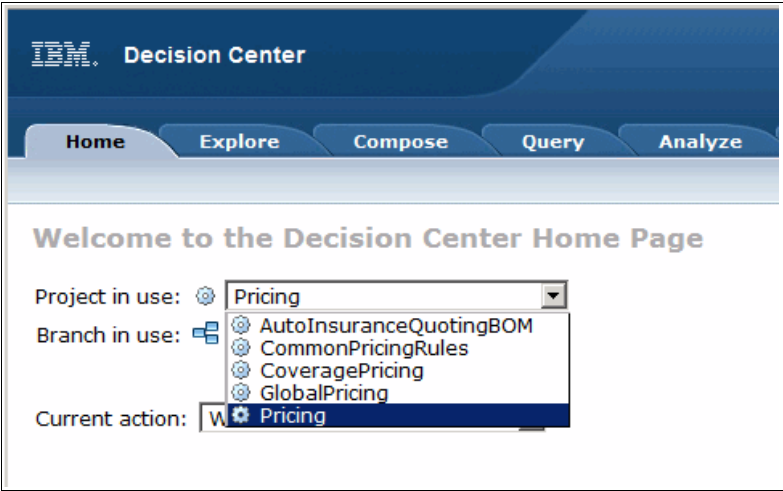 IBM. Decision Center
Home Explore Compose Query Analyze
Welcome to the Decision Center Home Page
Project in use: Pricing
Branch in use:
AutoInsuranceQuotingBOM
CommonPricingRules
CoveragePricing
GlobalPricing
Pricing
Current action: W